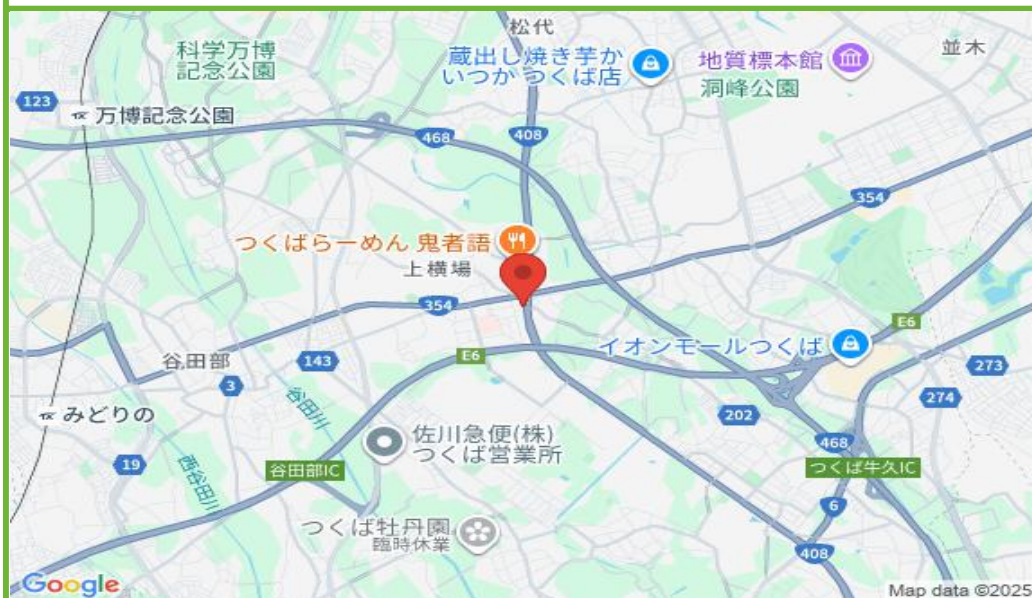 松代
科学万博
記念公園
蔵出し焼き芋か
いつか つくば店
地質標本館
洞峰公園
並木
123
万博記念公園
468
408
354
つくばらーめん 鬼者語
上横場
354
E6
谷田部
143
E6
イオンモールつくば
273
3
谷田川
274
みどりの
202
佐川急便(株)
つくば営業所
468
19
西谷田川
谷田部IC
つくば牛久IC
6
つくば牡丹園
臨時休業
408
Google
Map data ©2025